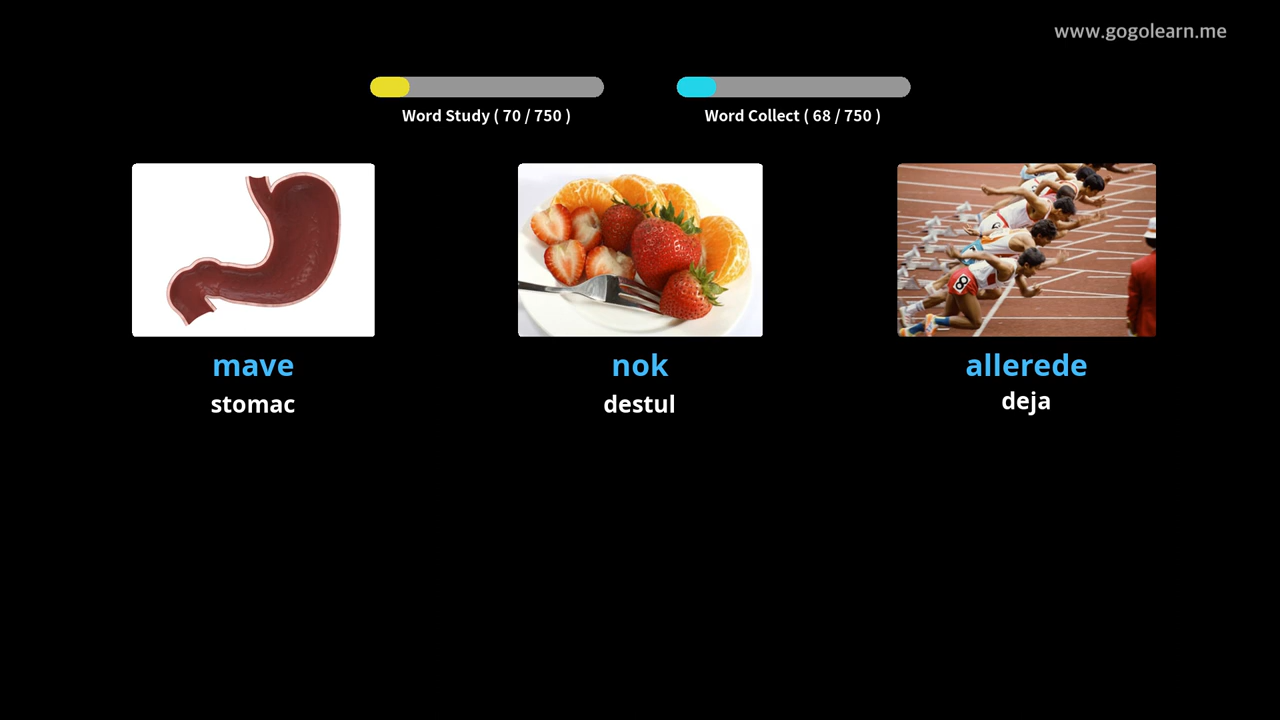 www.gogolearn.me
Word Study ( 70 / 750 )
Word Collect ( 68 / 750 )
mave
stomac
nok
destul
allerede
deja